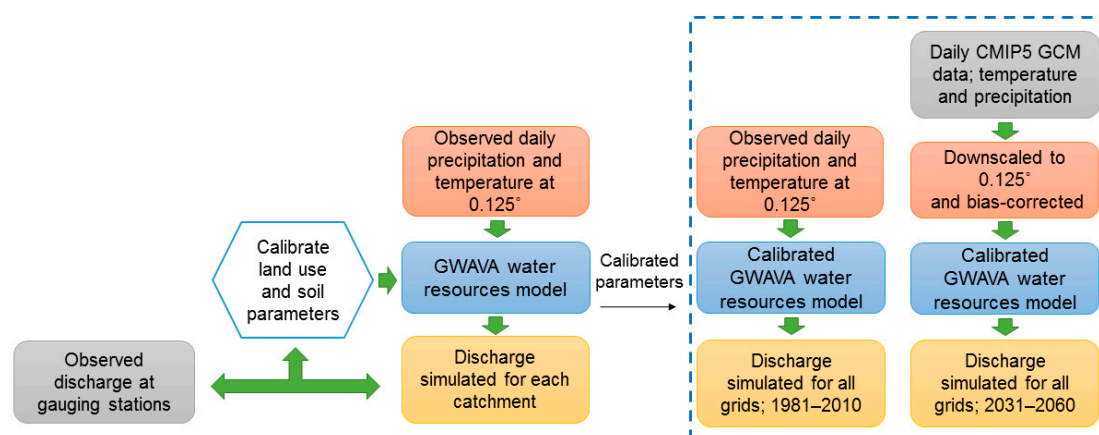 Observed
discharge at
gauging stations
Calibrate
land use
and soil
parameters
Observed daily
precipitation and
temperature at
0.125˚
GWAVA water
resources model
Discharge
simulated for each
catchment
Calibrated
parameters
Observed daily
precipitation and
temperature at
0.125˚
Calibrated
GWAVA water
resources model
Discharge
simulated for all
grids; 1981–2010
Daily CMIP5 GCM
data; temperature
and precipitation
Downscaled to
0.125˚
and bias-corrected
Calibrated
GWAVA water
resources model
Discharge
simulated for all
grids; 2031–2060